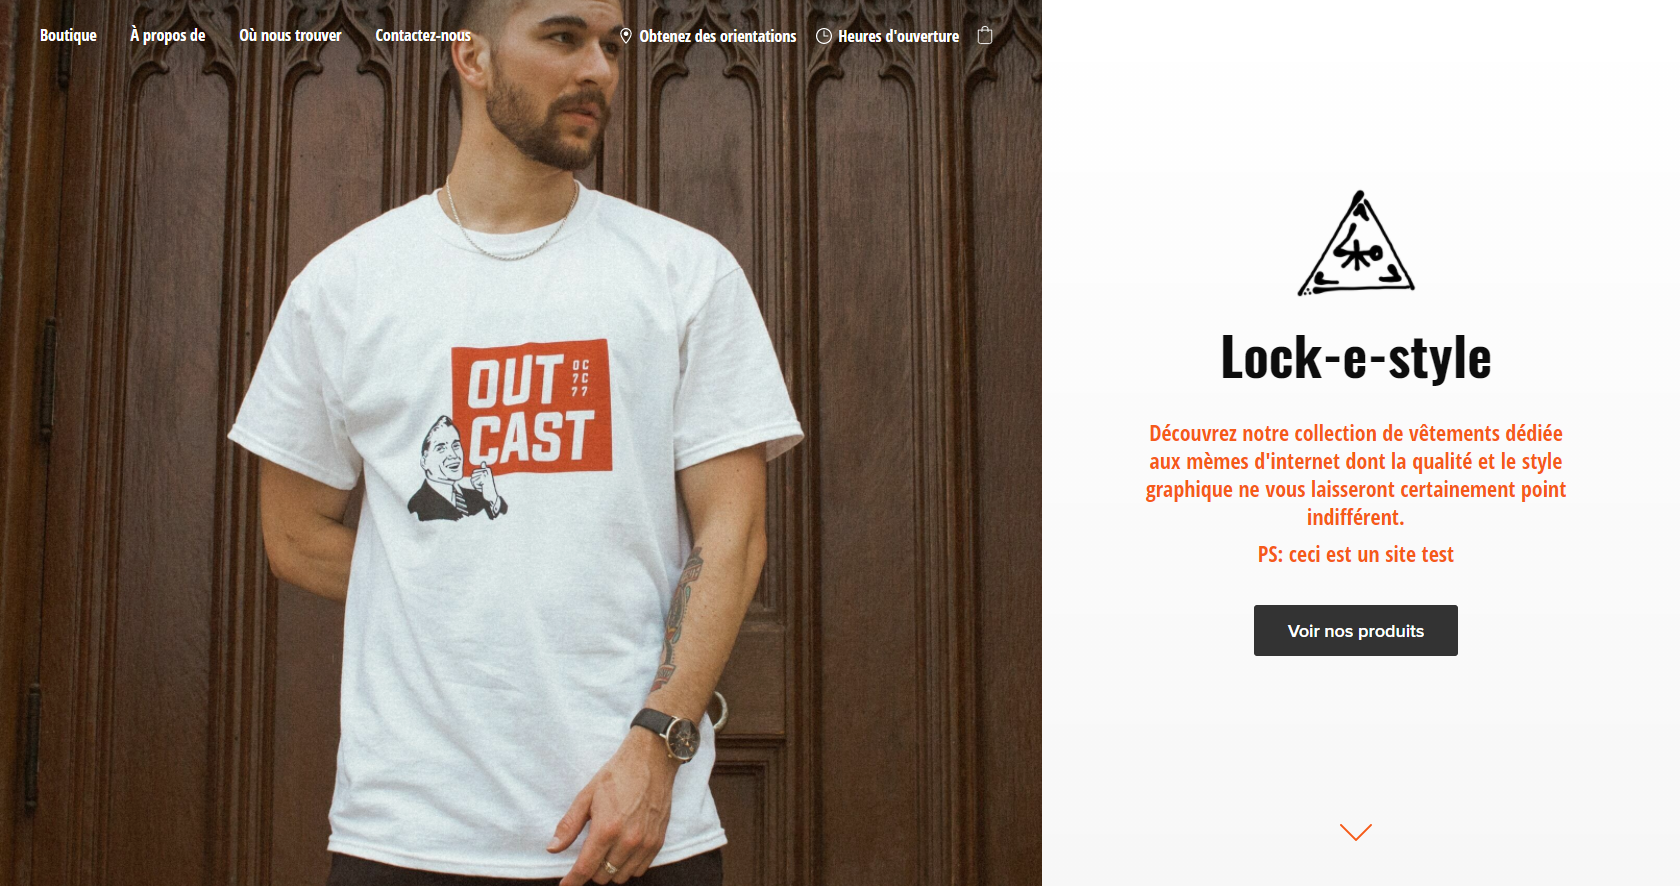 Boutique
À propos de
Où nous trouver
Contactez-nous
Obtenez des orientations
Heures d'ouverture
OUT
OC
7C
77
CAST
Lock-e-style
Découvrez notre collection de vêtements dédiée
aux mèmes d'internet dont la qualité et le style
graphique ne vous laisseront certainement point
indifférent.
PS: ceci est un site test
Voir nos produits